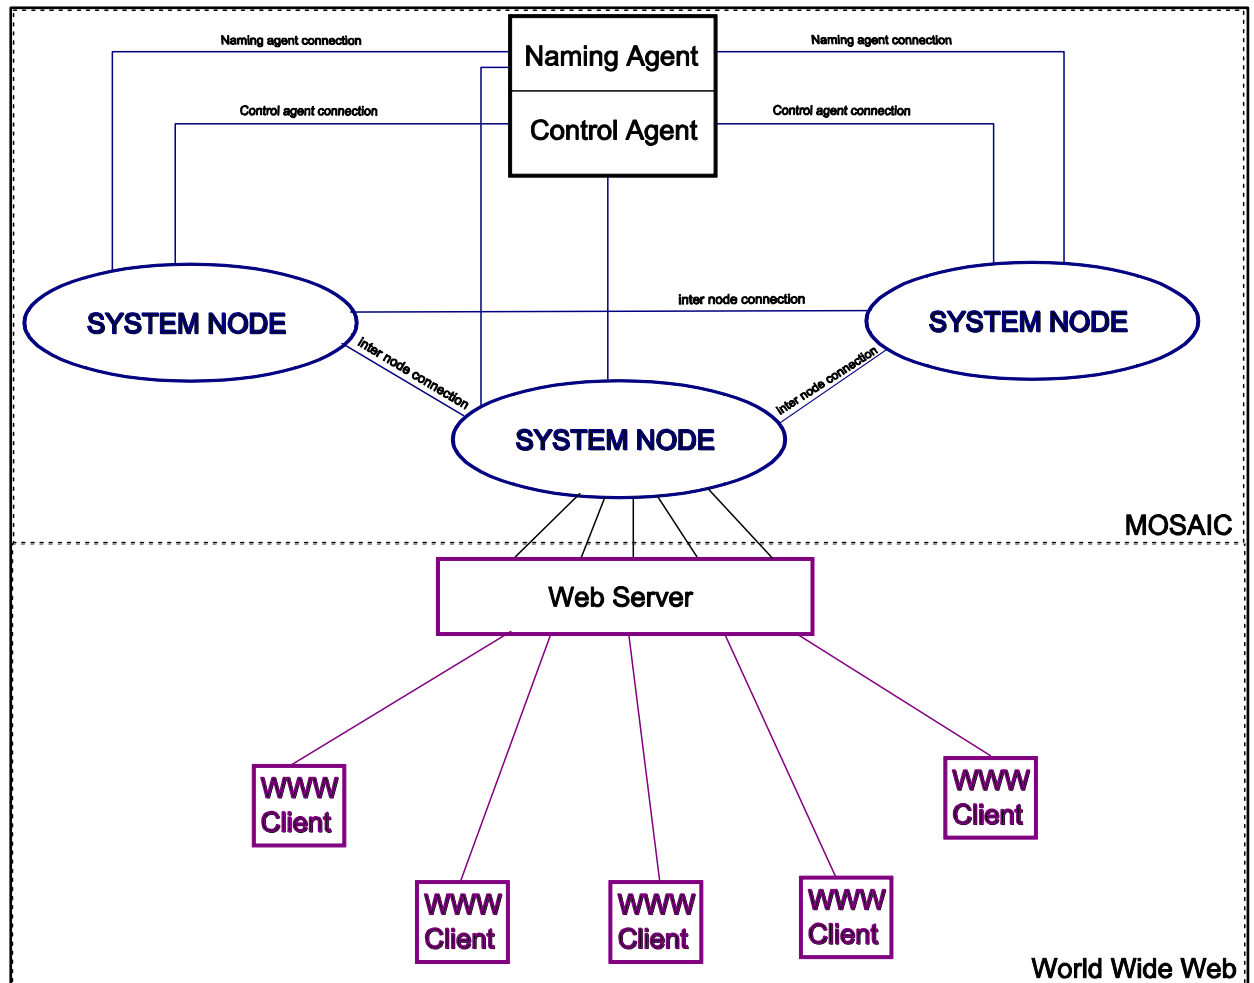 Naming agent connection
Naming Agent
Naming agent connection
Control agent connection
Control Agent
Control agent connection
SYSTEM NODE
inter node connection
SYSTEM NODE
inter node connection
inter node connection
SYSTEM NODE
MOSAIC
Web Server
WWW
Client
WWW
Client
WWW
Client
WWW
Client
WWW
Client
World Wide Web